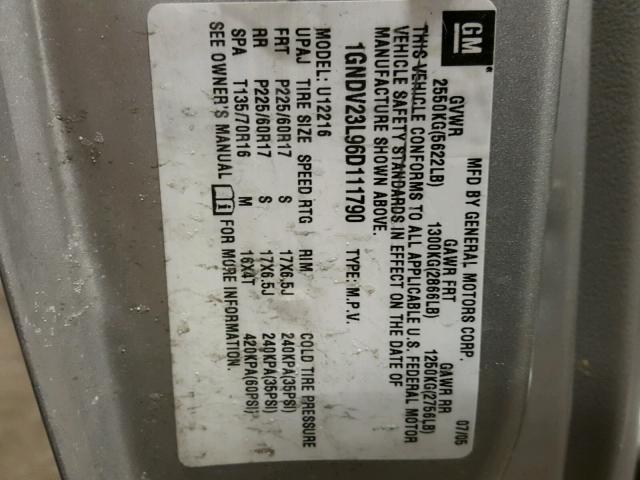 GM
MFD BY GENERAL MOTORS CORP. 07/05
GVWR GAWR FRT GAWR RR
2550KG(5622LB) 1300KG(2866LB) 1250KG(2756LB)
THIS VEHICLE CONFORMS TO ALL APPLICABLE U.S. FEDERAL MOTOR
VEHICLE SAFETY STANDARDS IN EFFECT ON THE DATE OF
MANUFACTURE SHOWN ABOVE.
1GNDV23L96D111790 TYPE: M.P.V.
MODEL: U12216
UPAJ TIRE SIZE SPEED RTG RIM COLD TIRE PRESSURE
FRT P225/60R17 S 17X6.5J 240KPA(35PSI)
RR P225/60R17 S 17X6.5J 240KPA(35PSI)
SPA T135/70R16 M 16X4T 420KPA(60PSI)
SEE OWNER'S MANUAL FOR MORE INFORMATION.